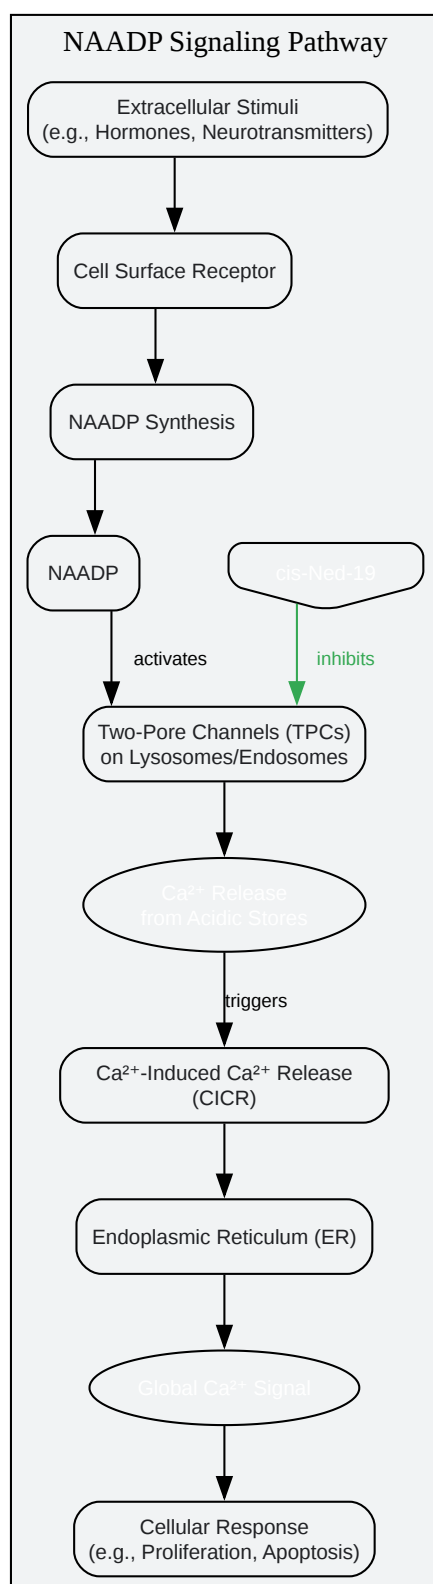 NAADP Signaling Pathway
Extracellular Stimuli
(e.g., Hormones, Neurotransmitters)
Cell Surface Receptor
NAADP Synthesis
NAADP
cis-Ned-19
activates
inhibits
Two-Pore Channels (TPCs)
on Lysosomes/Endosomes
Ca²⁺ Release
from Acidic Stores
triggers
Ca²⁺-Induced Ca²⁺ Release
(CICR)
Endoplasmic Reticulum (ER)
Global Ca²⁺ Signal
Cellular Response
(e.g., Proliferation, Apoptosis)